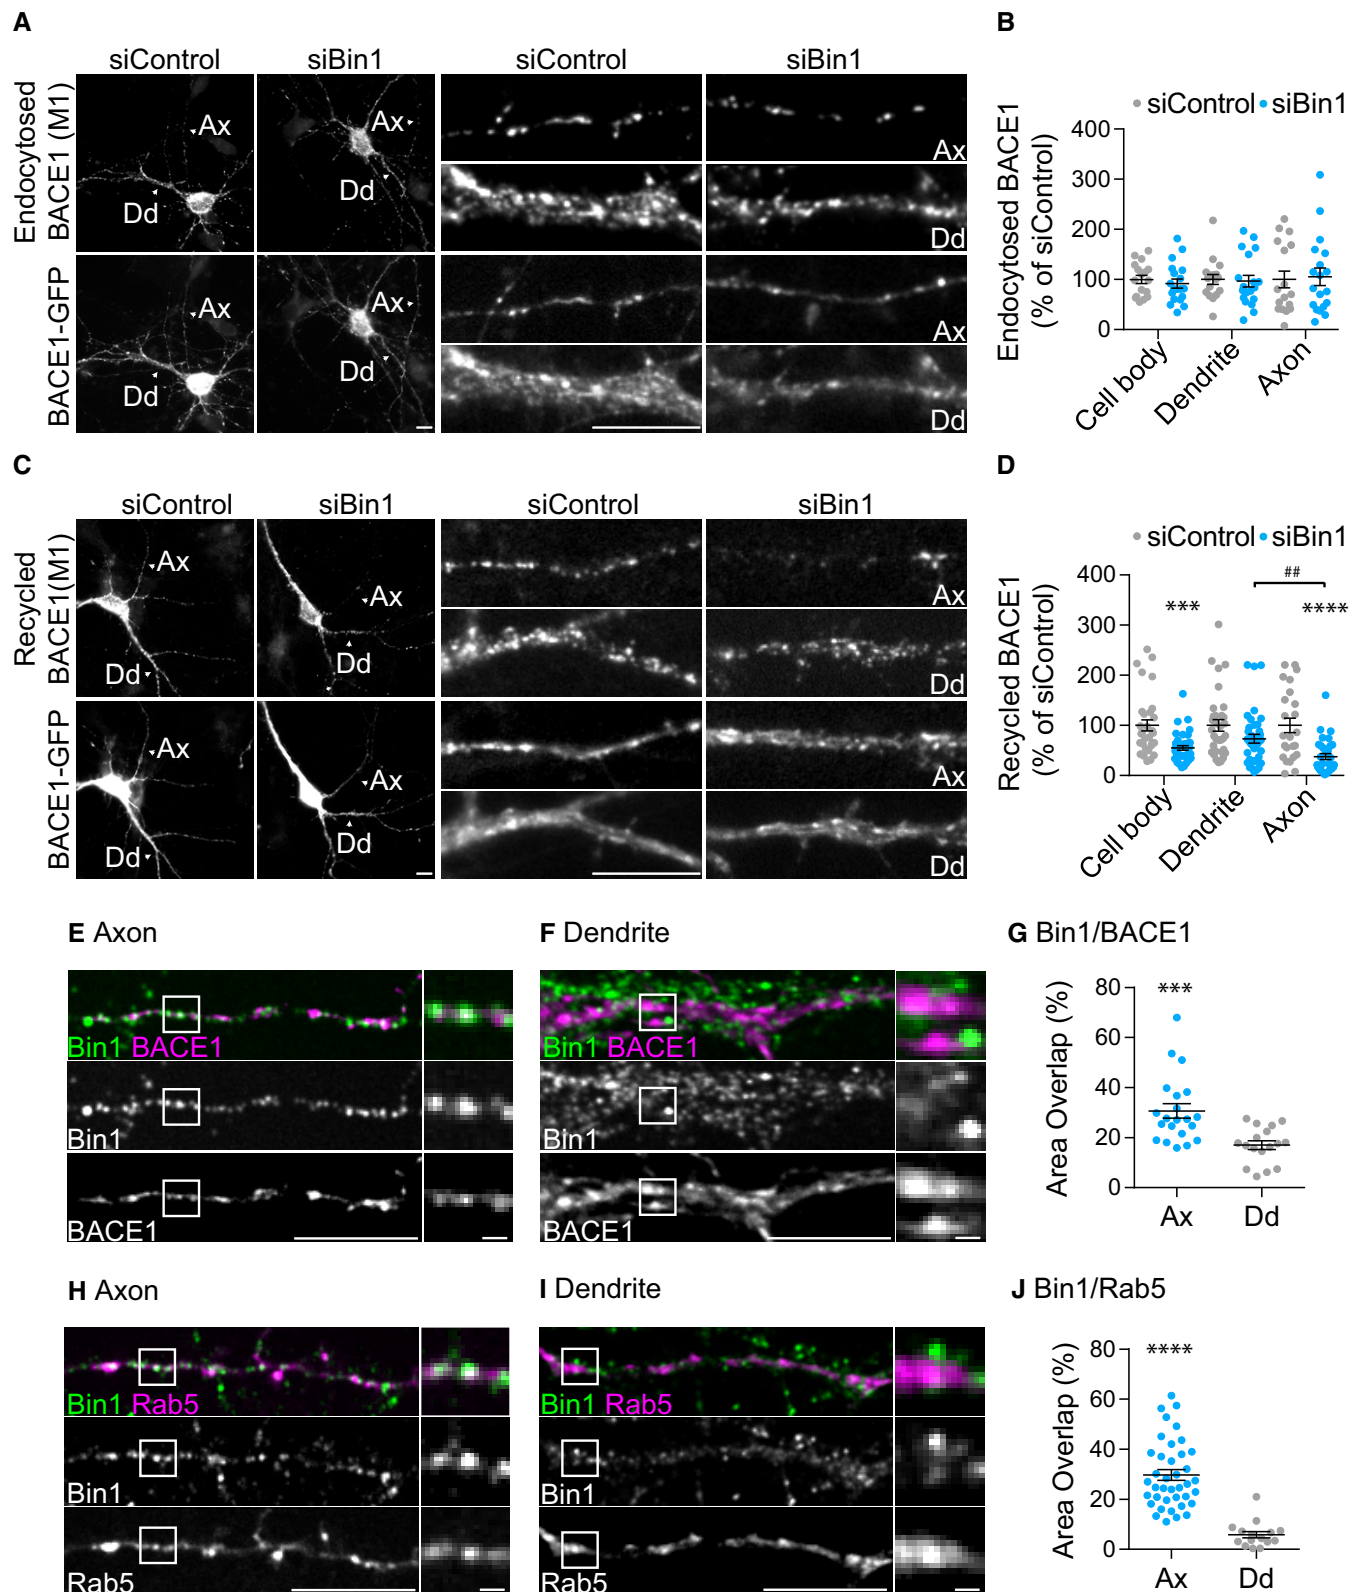 A
siControl
siBin1
siControl
siBin1
Endocytosed
BACE1 (M1)
Ax
Dd
Ax
Dd
Ax
Dd
BACE1-GFP
Ax
Dd
Ax
Dd
Ax
Dd
B
siControl
siBin1
Endocytosed BACE1
(% of siControl)
400
300
200
100
0
Cell body
Dendrite
Axon
C
siControl
siBin1
siControl
siBin1
Recycled
BACE1(M1)
Ax
Dd
Ax
Dd
Ax
Dd
BACE1-GFP
Ax
Dd
Ax
Dd
Ax
Dd
D
siControl
siBin1
Recycled BACE1
(% of siControl)
400
300
200
100
0
***
##
****
Cell body
Dendrite
Axon
E Axon
Bin1 BACE1
Bin1
BACE1
F Dendrite
Bin1 BACE1
Bin1
BACE1
G Bin1/BACE1
Area Overlap (%)
80
60
40
20
0
***
Ax
Dd
H Axon
Bin1 Rab5
Bin1
Rab5
I Dendrite
Bin1 Rab5
Bin1
Rab5
J Bin1/Rab5
Area Overlap (%)
80
60
40
20
0
****
Ax
Dd